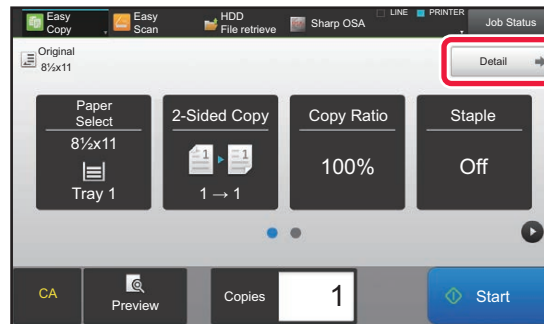 Easy
Copy
Easy
Scan
HDD
File retrieve
Sharp OSA
LINE
PRINTER
Job Status
Original
8½x11
Detail
Paper
Select
8½x11
Tray 1
2-Sided Copy
1
1
1 → 1
Copy Ratio
100%
Staple
Off
CA
Preview
Copies
1
Start